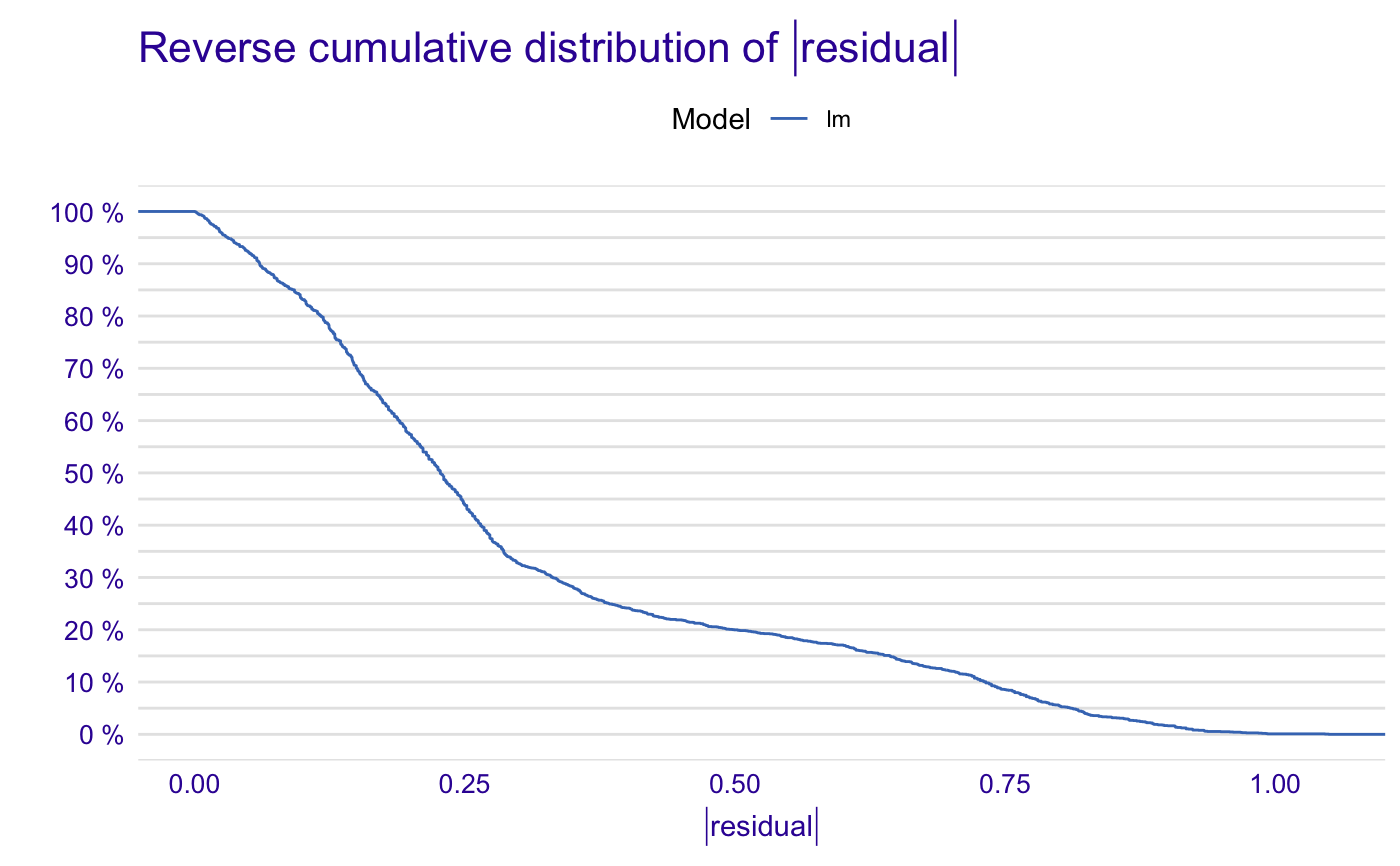 Reverse cumulative distribution of |residual|
Model lm
100 %
90 %
80 %
70 %
60 %
50 %
40 %
30 %
20 %
10 %
0 %
0.00 0.25 0.50 0.75 1.00
|residual|